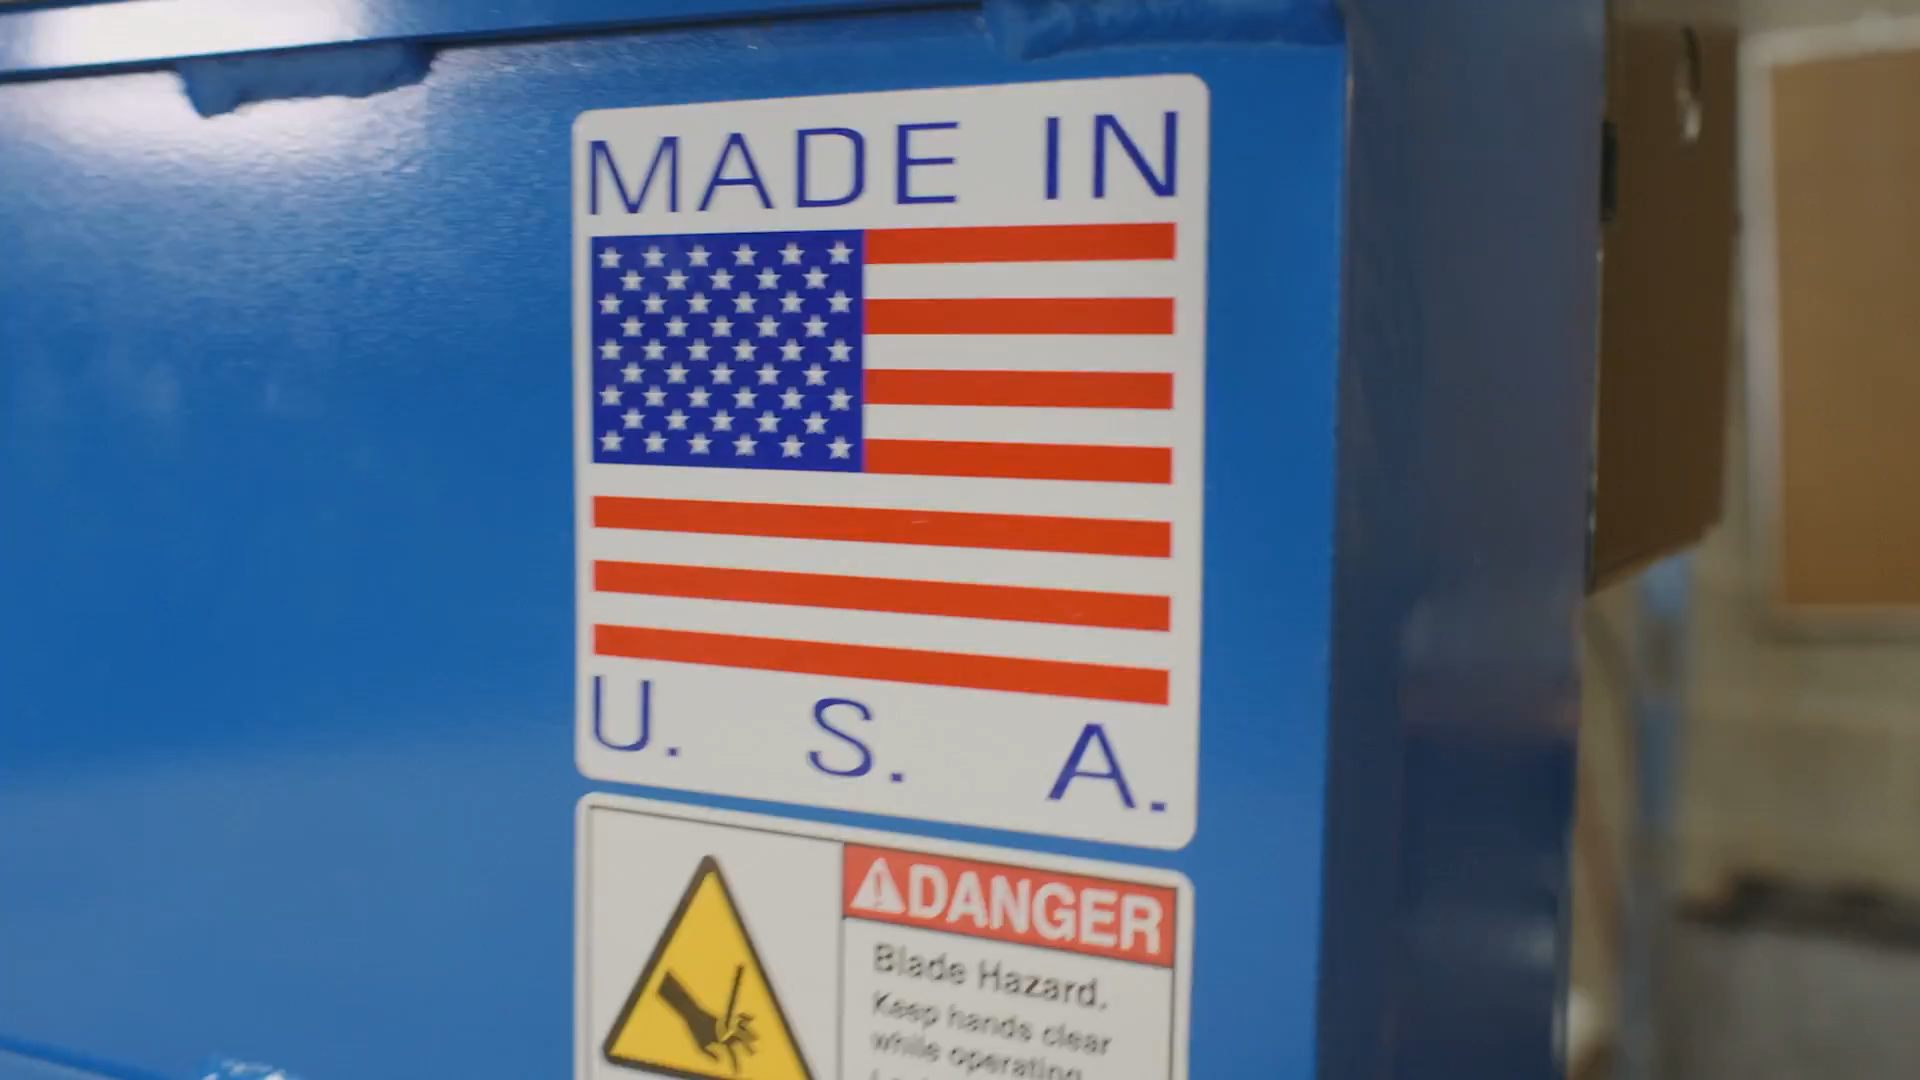 MADE IN
U. S. A.
DANGER
Blade Hazard.
Keep hands clear
while operating